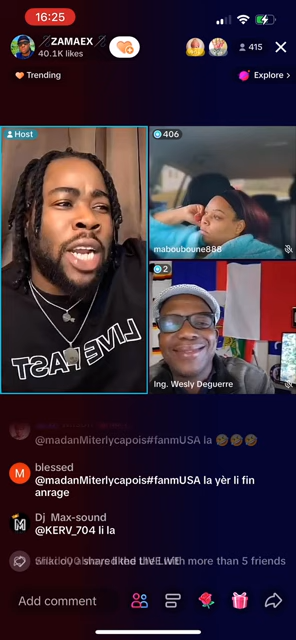 16:25
ZAMAEX
40.1K likes
415
Trending
Explore >
Host
406
mabouboune888
2
LIVE FAST
Ing. Wesly Deguerre
@madanMiterlycapois#fanmUSA la 🤣🤣🤣
blessed
@madanMiterlycapois#fanmUSA la yèr li fin
anrage
Dj Max-sound
@KERV_704 li la
shared the LIVE with more than 5 friends
Add comment